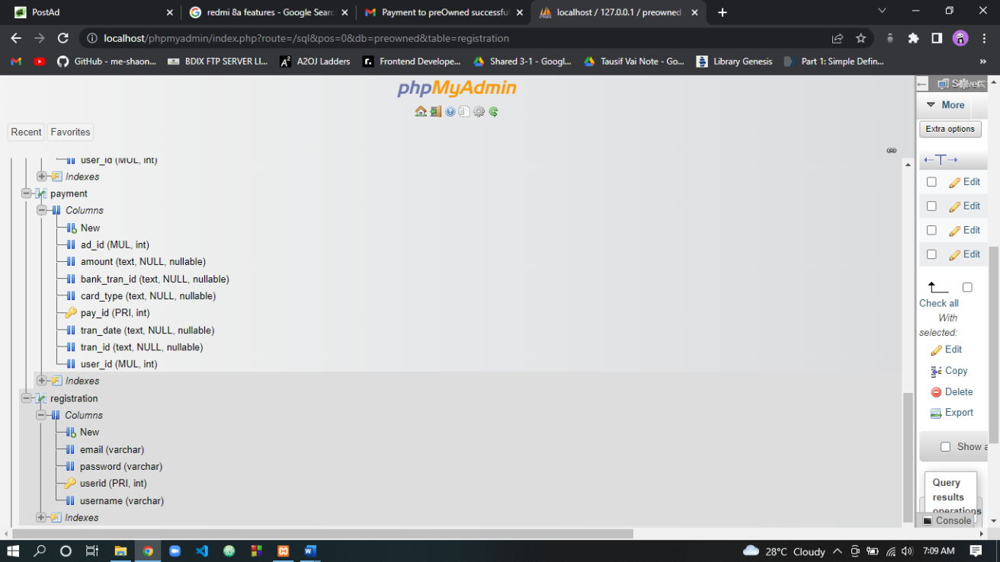 PostAd
redmi 8a features - Google Searc
Payment to preOwned successfu
localhost / 127.0.0.1 / preowned
localhost/phpmyadmin/index.php?route=/sql&pos=0&db=preowned&table=registration
GitHub - me-shaon...
BDIX FTP SERVER LI...
A2OJ Ladders
Frontend Develope...
Shared 3-1 - Googl...
Tausif Vai Note - Go...
Library Genesis
Part 1: Simple Defin...
»
phpMyAdmin
Recent
Favorites
user_id (MUL, int)
Indexes
payment
Columns
New
ad_id (MUL, int)
amount (text, NULL, nullable)
bank_tran_id (text, NULL, nullable)
card_type (text, NULL, nullable)
pay_id (PRI, int)
tran_date (text, NULL, nullable)
tran_id (text, NULL, nullable)
user_id (MUL, int)
Indexes
registration
Columns
New
email (varchar)
password (varchar)
userid (PRI, int)
username (varchar)
Indexes
More
Extra options
←T→
Edit
Edit
Edit
Edit
Check all
With
selected:
Edit
Copy
Delete
Export
Show a
Query
results
operations
Console
28°C Cloudy
7:09 AM